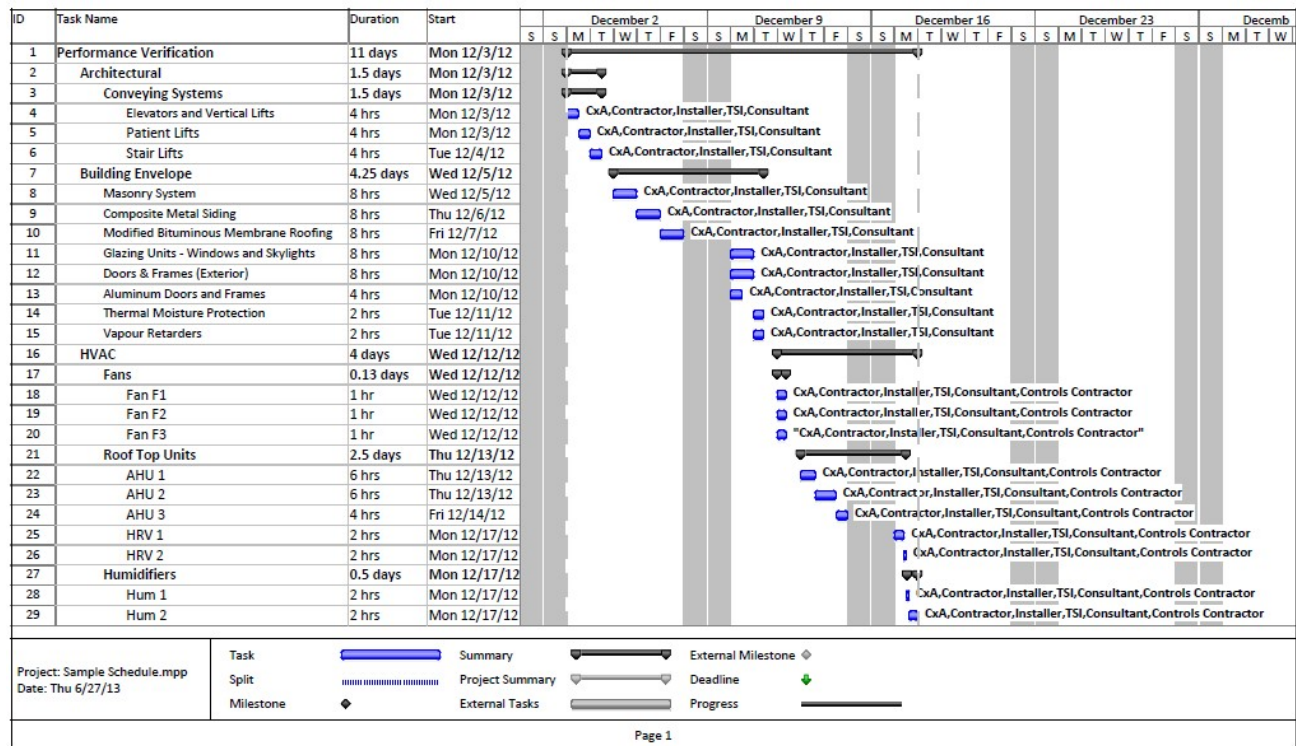 ID Task Name Duration Start December 2 December 9 December 16 December 23 Decemb
S S M T W T F S S M T W T F S S M T W T F S S M T W T F S S M T W
1 Performance Verification 11 days Mon 12/3/12
2 Architectural 1.5 days Mon 12/3/12
3 Conveying Systems 1.5 days Mon 12/3/12
4 Elevators and Vertical Lifts 4 hrs Mon 12/3/12 CxA,Contractor,Installer,TSI,Consultant
5 Patient Lifts 4 hrs Mon 12/3/12 CxA,Contractor,Installer,TSI,Consultant
6 Stair Lifts 4 hrs Tue 12/4/12 CxA,Contractor,Installer,TSI,Consultant
7 Building Envelope 4.25 days Wed 12/5/12
8 Masonry System 8 hrs Wed 12/5/12 CxA,Contractor,Installer,TSI,Consultant
9 Composite Metal Siding 8 hrs Thu 12/6/12 CxA,Contractor,Installer,TSI,Consultant
10 Modified Bituminous Membrane Roofing 8 hrs Fri 12/7/12 CxA,Contractor,Installer,TSI,Consultant
11 Glazing Units - Windows and Skylights 8 hrs Mon 12/10/12 CxA,Contractor,Installer,TSI,Consultant
12 Doors & Frames (Exterior) 8 hrs Mon 12/10/12 CxA,Contractor,Installer,TSI,Consultant
13 Aluminum Doors and Frames 4 hrs Mon 12/10/12 CxA,Contractor,Installer,TSI,Consultant
14 Thermal Moisture Protection 2 hrs Tue 12/11/12 CxA,Contractor,Installer,TSI,Consultant
15 Vapour Retarders 2 hrs Tue 12/11/12 CxA,Contractor,Installer,TSI,Consultant
16 HVAC 4 days Wed 12/12/12
17 Fans 0.13 days Wed 12/12/12
18 Fan F1 1 hr Wed 12/12/12 CxA,Contractor,Installer,TSI,Consultant,Controls Contractor
19 Fan F2 1 hr Wed 12/12/12 CxA,Contractor,Installer,TSI,Consultant,Controls Contractor
20 Fan F3 1 hr Wed 12/12/12 "CxA,Contractor,Installer,TSI,Consultant,Controls Contractor"
21 Roof Top Units 2.5 days Thu 12/13/12
22 AHU 1 6 hrs Thu 12/13/12 CxA,Contractor,Installer,TSI,Consultant,Controls Contractor
23 AHU 2 6 hrs Thu 12/13/12 CxA,Contractor,Installer,TSI,Consultant,Controls Contractor
24 AHU 3 4 hrs Fri 12/14/12 CxA,Contractor,Installer,TSI,Consultant,Controls Contractor
25 HRV 1 2 hrs Mon 12/17/12 CxA,Contractor,Installer,TSI,Consultant,Controls Contractor
26 HRV 2 2 hrs Mon 12/17/12 CxA,Contractor,Installer,TSI,Consultant,Controls Contractor
27 Humidifiers 0.5 days Mon 12/17/12
28 Hum 1 2 hrs Mon 12/17/12 CxA,Contractor,Installer,TSI,Consultant,Controls Contractor
29 Hum 2 2 hrs Mon 12/17/12 CxA,Contractor,Installer,TSI,Consultant,Controls Contractor
Project: Sample Schedule.mpp
Date: Thu 6/27/13
Task Summary External Milestone
Split Project Summary Deadline
Milestone External Tasks Progress
Page 1